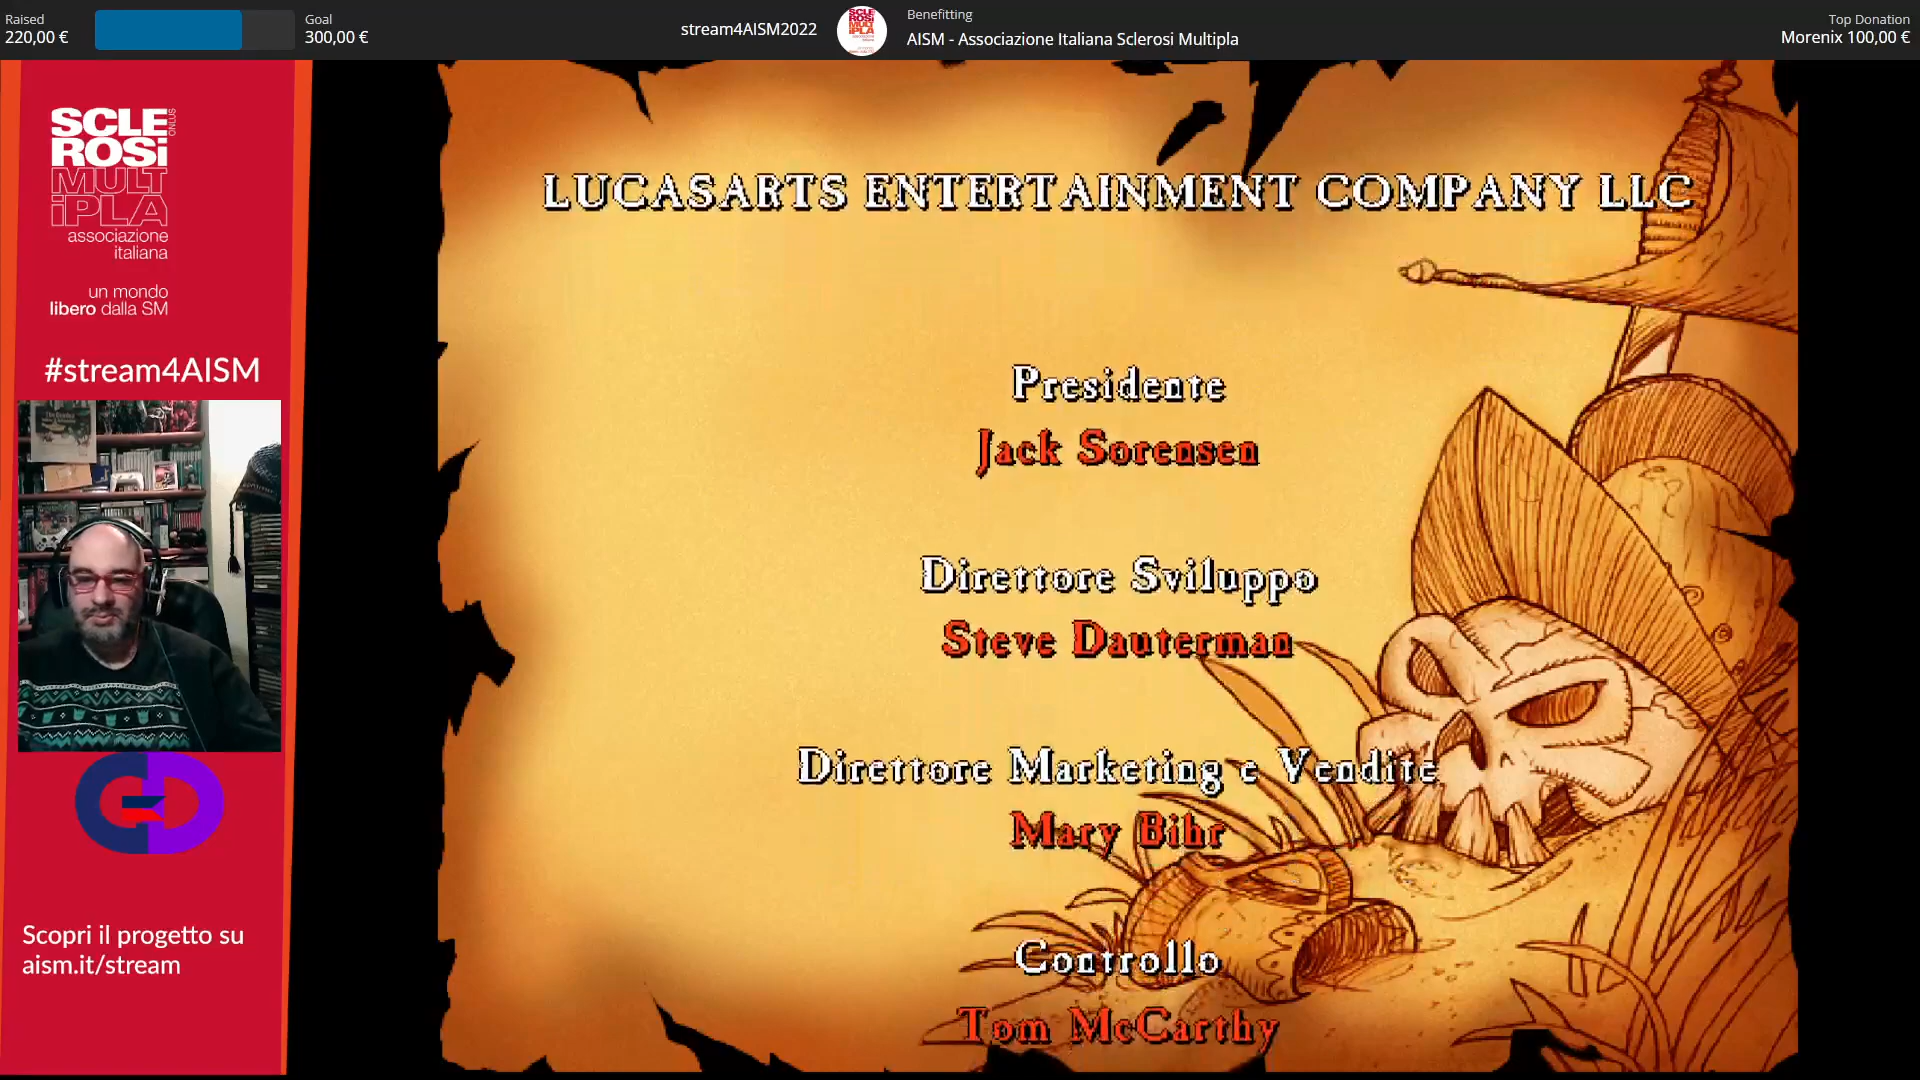 Raised
220,00 €
Goal
300,00 €
stream4AISM2022
Benefitting
AISM - Associazione Italiana Sclerosi Multipla
Top Donation
Morenix 100,00 €
SCLE
ROSi
MULT
iPLA
ONLUS
associazione
italiana
un mondo
libero dalla SM
#stream4AISM
Scopri il progetto su
aism.it/stream
LUCASARTS ENTERTAINMENT COMPANY LLC
Presidente
Jack Sorensen
Direttore Sviluppo
Steve Dauterman
Direttore Marketing e Vendite
Mary Bihr
Controllo
Tom McCarthy